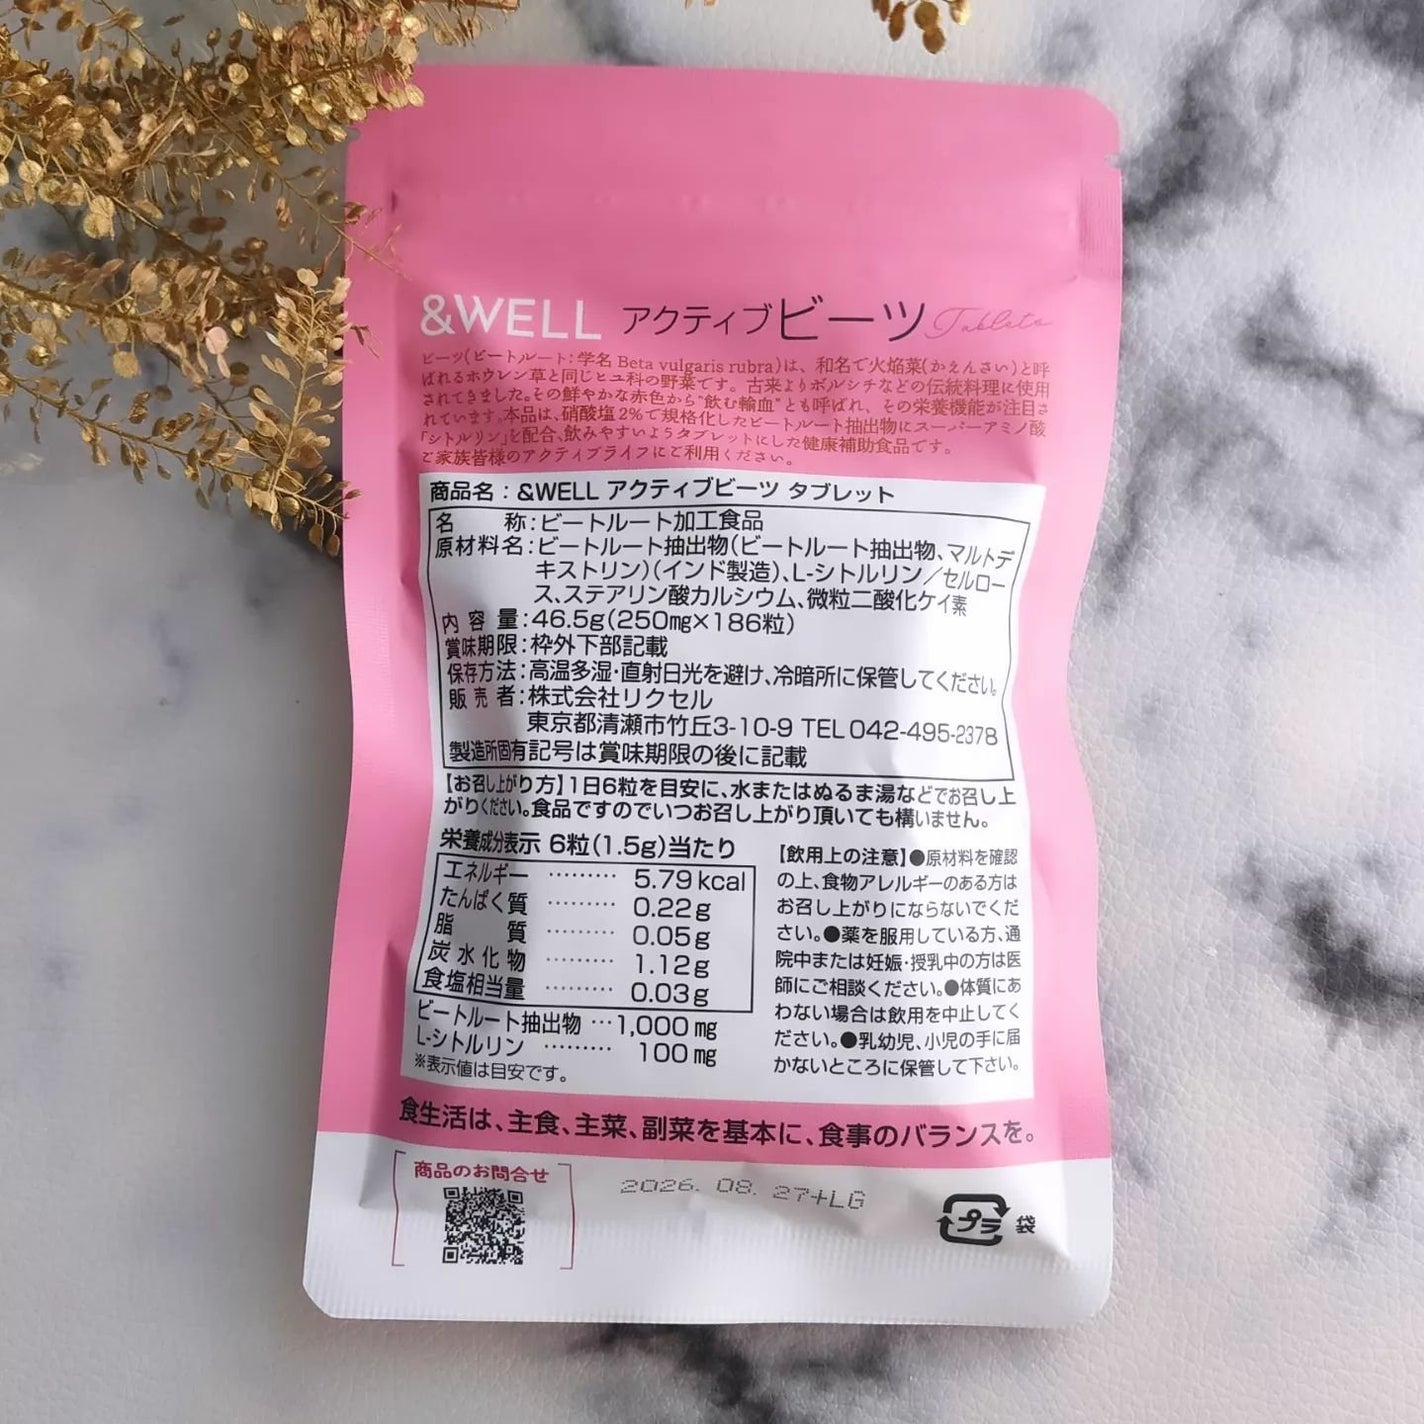 &WELL アクティブビーツ Tablets
ビーツ(ビートルート:学名 Beta vulgaris rubra)は、和名で火焔菜(かえんさい)と呼
ばれるホウレン草と同じヒユ科の野菜です。古来よりボルシチなどの伝統料理に使用
されてきました。その鮮やかな赤色から"飲む輸血"とも呼ばれ、その栄養機能が注目さ
れています。本品は、硝酸塩2%で規格化したビートルート抽出物にスーパーアミノ酸
「シトルリン」を配合、飲みやすいようタブレットにした健康補助食品です。
ご家族皆様のアクティブライフにご利用ください。
商品名:&WELL アクティブビーツ タブレット
名 称:ビートルート加工食品
原材料名:ビートルート抽出物(ビートルート抽出物、マルトデ
キストリン)(インド製造)、L-シトルリン/セルロー
ス、ステアリン酸カルシウム、微粒二酸化ケイ素
内容量:46.5g(250㎎×186粒)
賞味期限:枠外下部記載
保存方法:高温多湿・直射日光を避け、冷暗所に保管してください。
販売者:株式会社リクセル
東京都清瀬市竹丘3-10-9 TEL 042-495-2378
製造所固有記号は賞味期限の後に記載
【お召し上がり方】1日6粒を目安に、水またはぬるま湯などでお召し上
がりください。食品ですのでいつお召し上がり頂いても構いません。
栄養成分表示 6粒(1.5g)当たり
エネルギー ……… 5.79kcal
たんぱく質 ……… 0.22g
脂質 ……… 0.05g
炭水化物 ……… 1.12g
食塩相当量 ……… 0.03g
ビートルート抽出物 …1,000㎎
L-シトルリン ……… 100㎎
※表示値は目安です。
【飲用上の注意】●原材料を確認
の上、食物アレルギーのある方は
お召し上がりにならないでくだ
さい。●薬を服用している方、通
院中または妊娠・授乳中の方は医
師にご相談ください。●体質にあ
わない場合は飲用を中止してく
ださい。●乳幼児、小児の手に届
かないところに保管して下さい。
食生活は、主食、主菜、副菜を基本に、食事のバランスを。
商品のお問合せ
2026. 08. 27+LG
プラ 袋